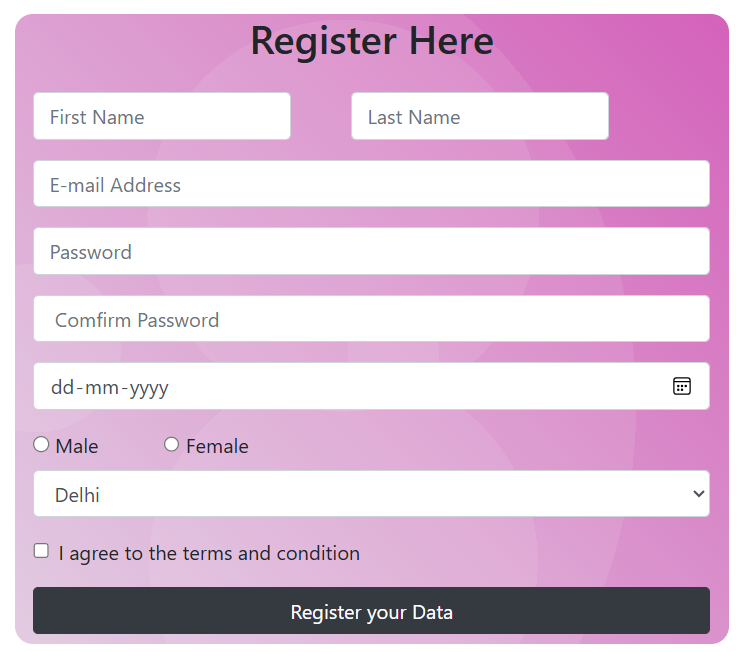 Register Here
First Name Last Name
E-mail Address
Password
Comfirm Password
dd-mm-yyyy
Male Female
Delhi
I agree to the terms and condition
Register your Data